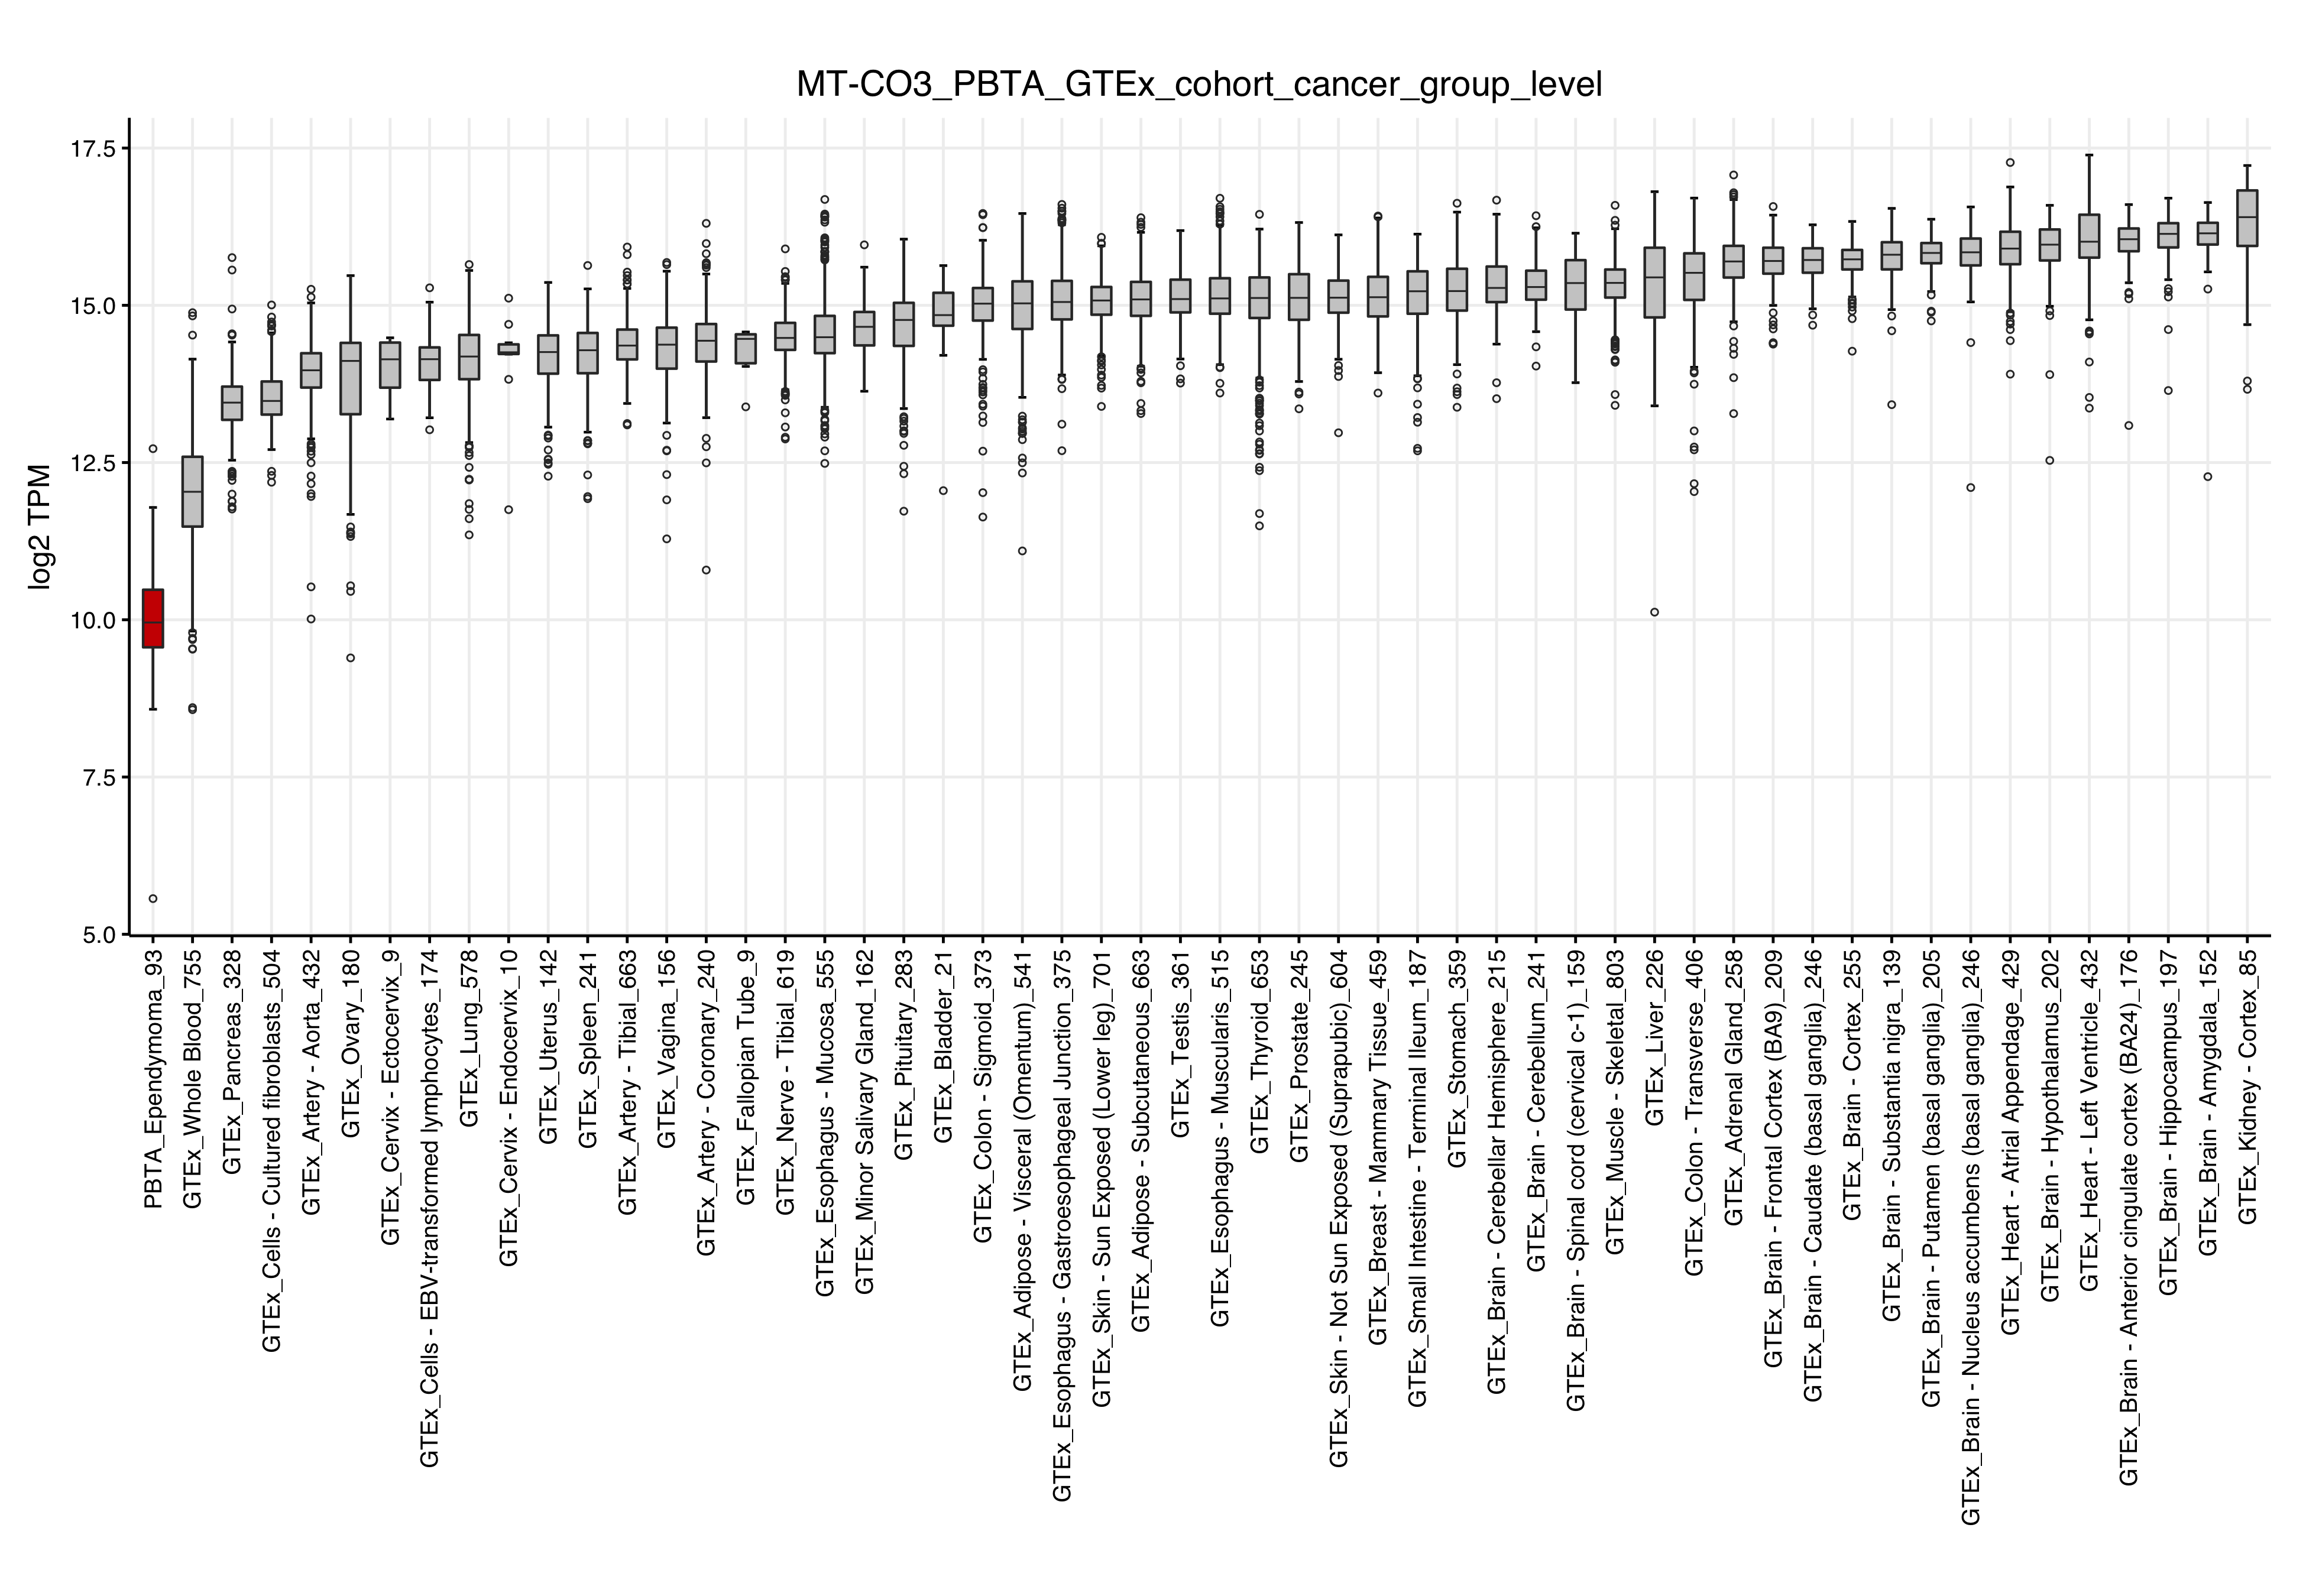 MT-CO3_PBTA_GTEx_cohort_cancer_group_level
log2 TPM
17.5
15.0
12.5
10.0
7.5
5.0
PBTA_Ependymoma_93
GTEx_Whole Blood_755
GTEx_Pancreas_328
GTEx_Cells - Cultured fibroblasts_504
GTEx_Artery - Aorta_432
GTEx_Ovary_180
GTEx_Cervix - Ectocervix_9
GTEx_Cells - EBV-transformed lymphocytes_174
GTEx_Lung_578
GTEx_Cervix - Endocervix_10
GTEx_Uterus_142
GTEx_Spleen_241
GTEx_Artery - Tibial_663
GTEx_Vagina_156
GTEx_Artery - Coronary_240
GTEx_Fallopian Tube_9
GTEx_Nerve - Tibial_619
GTEx_Esophagus - Mucosa_555
GTEx_Minor Salivary Gland_162
GTEx_Pituitary_283
GTEx_Bladder_21
GTEx_Colon - Sigmoid_373
GTEx_Adipose - Visceral (Omentum)_541
GTEx_Esophagus - Gastroesophageal Junction_375
GTEx_Skin - Sun Exposed (Lower leg)_701
GTEx_Adipose - Subcutaneous_663
GTEx_Testis_361
GTEx_Esophagus - Muscularis_515
GTEx_Thyroid_653
GTEx_Prostate_245
GTEx_Skin - Not Sun Exposed (Suprapubic)_604
GTEx_Breast - Mammary Tissue_459
GTEx_Small Intestine - Terminal Ileum_187
GTEx_Stomach_359
GTEx_Brain - Cerebellar Hemisphere_215
GTEx_Brain - Cerebellum_241
GTEx_Brain - Spinal cord (cervical c-1)_159
GTEx_Muscle - Skeletal_803
GTEx_Liver_226
GTEx_Colon - Transverse_406
GTEx_Adrenal Gland_258
GTEx_Brain - Frontal Cortex (BA9)_209
GTEx_Brain - Caudate (basal ganglia)_246
GTEx_Brain - Cortex_255
GTEx_Brain - Substantia nigra_139
GTEx_Brain - Putamen (basal ganglia)_205
GTEx_Brain - Nucleus accumbens (basal ganglia)_246
GTEx_Heart - Atrial Appendage_429
GTEx_Brain - Hypothalamus_202
GTEx_Heart - Left Ventricle_432
GTEx_Brain - Anterior cingulate cortex (BA24)_176
GTEx_Brain - Hippocampus_197
GTEx_Brain - Amygdala_152
GTEx_Kidney - Cortex_85